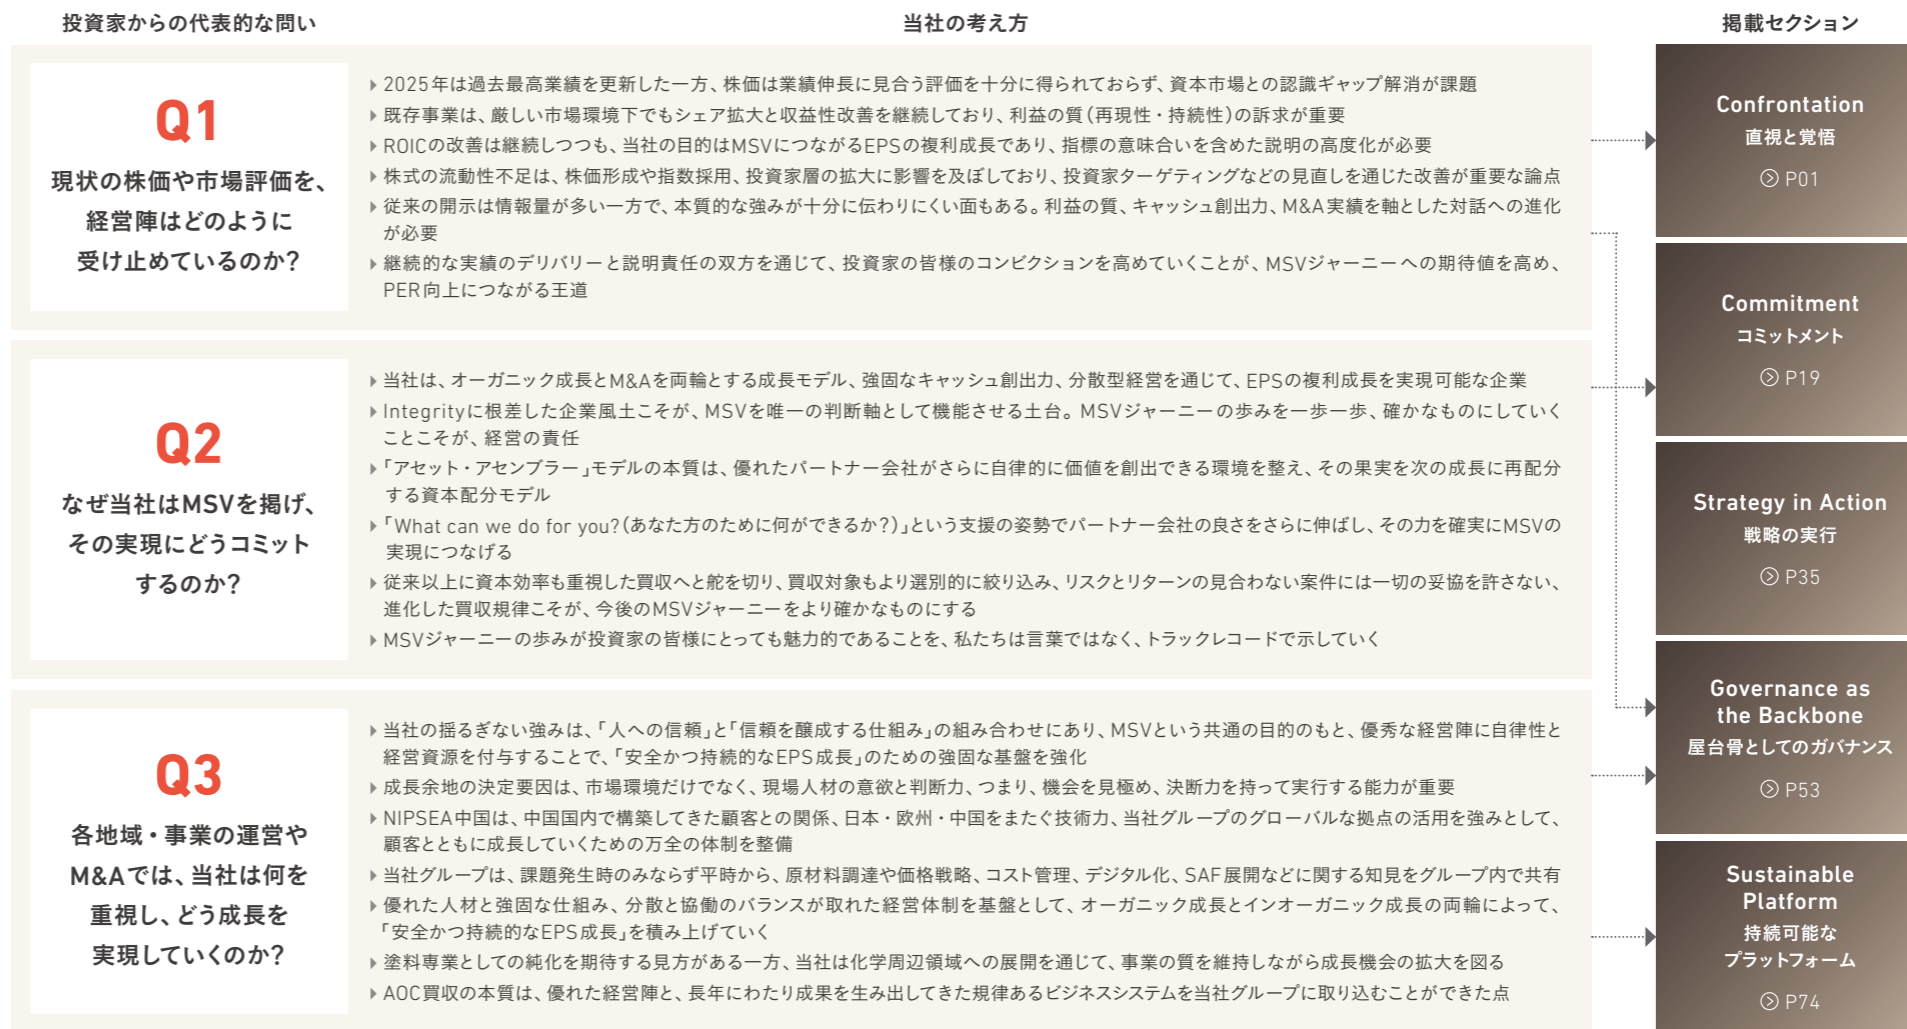 投資家からの代表的な問い
当社の考え方
掲載セクション
Q1
現状の株価や市場評価を、
経営陣はどのように
受け止めているのか？
2025年は過去最高業績を更新した一方、株価は業績伸長に見合う評価を十分に得られておらず、資本市場との認識ギャップ解消が課題
既存事業は、厳しい市場環境下でもシェア拡大と収益性改善を継続しており、利益の質（再現性・持続性）の訴求が重要
ROICの改善は継続しつつも、当社の目的はMSVにつながるEPSの複利成長であり、指標の意味合いを含めた説明の高度化が必要
株式の流動性不足は、株価形成や指数採用、投資家層の拡大に影響を及ぼしており、投資家ターゲティングなどの見直しを通じた改善が重要な論点
従来の開示は情報量が多い一方で、本質的な強みが十分に伝わりにくい面もある。利益の質、キャッシュ創出力、M&A実績を軸とした対話への進化
が必要
継続的な実績のデリバリーと説明責任の双方を通じて、投資家の皆様のコンビクションを高めていくことが、MSVジャーニーへの期待値を高め、
PER向上につながる王道
Q2
なぜ当社はMSVを掲げ、
その実現にどうコミット
するのか？
当社は、オーガニック成長とM&Aを両輪とする成長モデル、強固なキャッシュ創出力、分散型経営を通じて、EPSの複利成長を実現可能な企業
Integrityに根差した企業風土こそが、MSVを唯一の判断軸として機能させる土台。MSVジャーニーの歩みを一歩一歩、確かなものにしていく
ことこそが、経営の責任
「アセット・アセンブラー」モデルの本質は、優れたパートナー会社がさらに自律的に価値を創出できる環境を整え、その果実を次の成長に再配分
する資本配分モデル
「What can we do for you?（あなた方のために何ができるか？）」という支援の姿勢でパートナー会社の良さをさらに伸ばし、その力を確実にMSVの
実現につなげる
従来以上に資本効率も重視した買収へと舵を切り、買収対象もより選別的に絞り込み、リスクとリターンの見合わない案件には一切の妥協を許さない、
進化した買収規律こそが、今後のMSVジャーニーをより確かなものにする
MSVジャーニーの歩みが投資家の皆様にとっても魅力的であることを、私たちは言葉ではなく、トラックレコードで示していく
Q3
各地域・事業の運営や
M&Aでは、当社は何を
重視し、どう成長を
実現していくのか？
当社の揺るぎない強みは、「人への信頼」と「信頼を醸成する仕組み」の組み合わせにあり、MSVという共通の目的のもと、優秀な経営陣に自律性と
経営資源を付与することで、「安全かつ持続的なEPS成長」のための強固な基盤を強化
成長余地の決定要因は、市場環境だけでなく、現場人材の意欲と判断力、つまり、機会を見極め、決断力を持って実行する能力が重要
NIPSEA中国は、中国国内で構築してきた顧客との関係、日本・欧州・中国をまたぐ技術力、当社グループのグローバルな拠点の活用を強みとして、
顧客とともに成長していくための万全の体制を整備
当社グループは、課題発生時のみならず平時から、原材料調達や価格戦略、コスト管理、デジタル化、SAF展開などに関する知見をグループ内で共有
優れた人材と強固な仕組み、分散と協働のバランスが取れた経営体制を基盤として、オーガニック成長とインオーガニック成長の両輪によって、
「安全かつ持続的なEPS成長」を積み上げていく
塗料専業としての純化を期待する見方がある一方、当社は化学周辺領域への展開を通じて、事業の質を維持しながら成長機会の拡大を図る
AOC買収の本質は、優れた経営陣と、長年にわたり成果を生み出してきた規律あるビジネスシステムを当社グループに取り込むことができた点
Confrontation
直視と覚悟
P01
Commitment
コミットメント
P19
Strategy in Action
戦略の実行
P35
Governance as
the Backbone
屋台骨としてのガバナンス
P53
Sustainable
Platform
持続可能な
プラットフォーム
P74